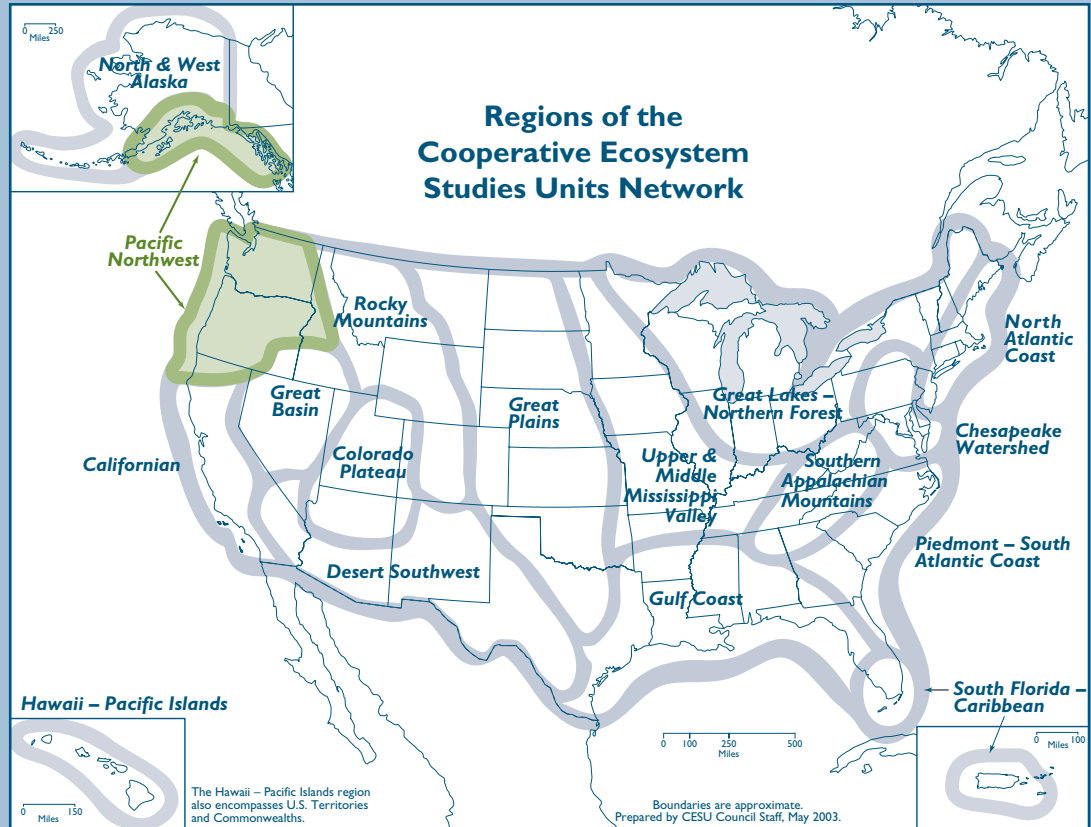 0 250
Miles
North & West
Alaska
Regions of the
Cooperative Ecosystem
Studies Units Network
Pacific
Northwest
Rocky
Mountains
North
Atlantic
Coast
Great
Basin
Great
Plains
Great Lakes –
Northern Forest
Chesapeake
Watershed
Californian
Colorado
Plateau
Upper &
Middle
Mississippi
Valley
Southern
Appalachian
Mountains
Piedmont – South
Atlantic Coast
Desert Southwest
Gulf Coast
South Florida –
Caribbean
Hawaii – Pacific Islands
0 100 250 500
Miles
0 100
Miles
0 150
Miles
The Hawaii – Pacific Islands region
also encompasses U.S. Territories
and Commonwealths.
Boundaries are approximate.
Prepared by CESU Council Staff, May 2003.